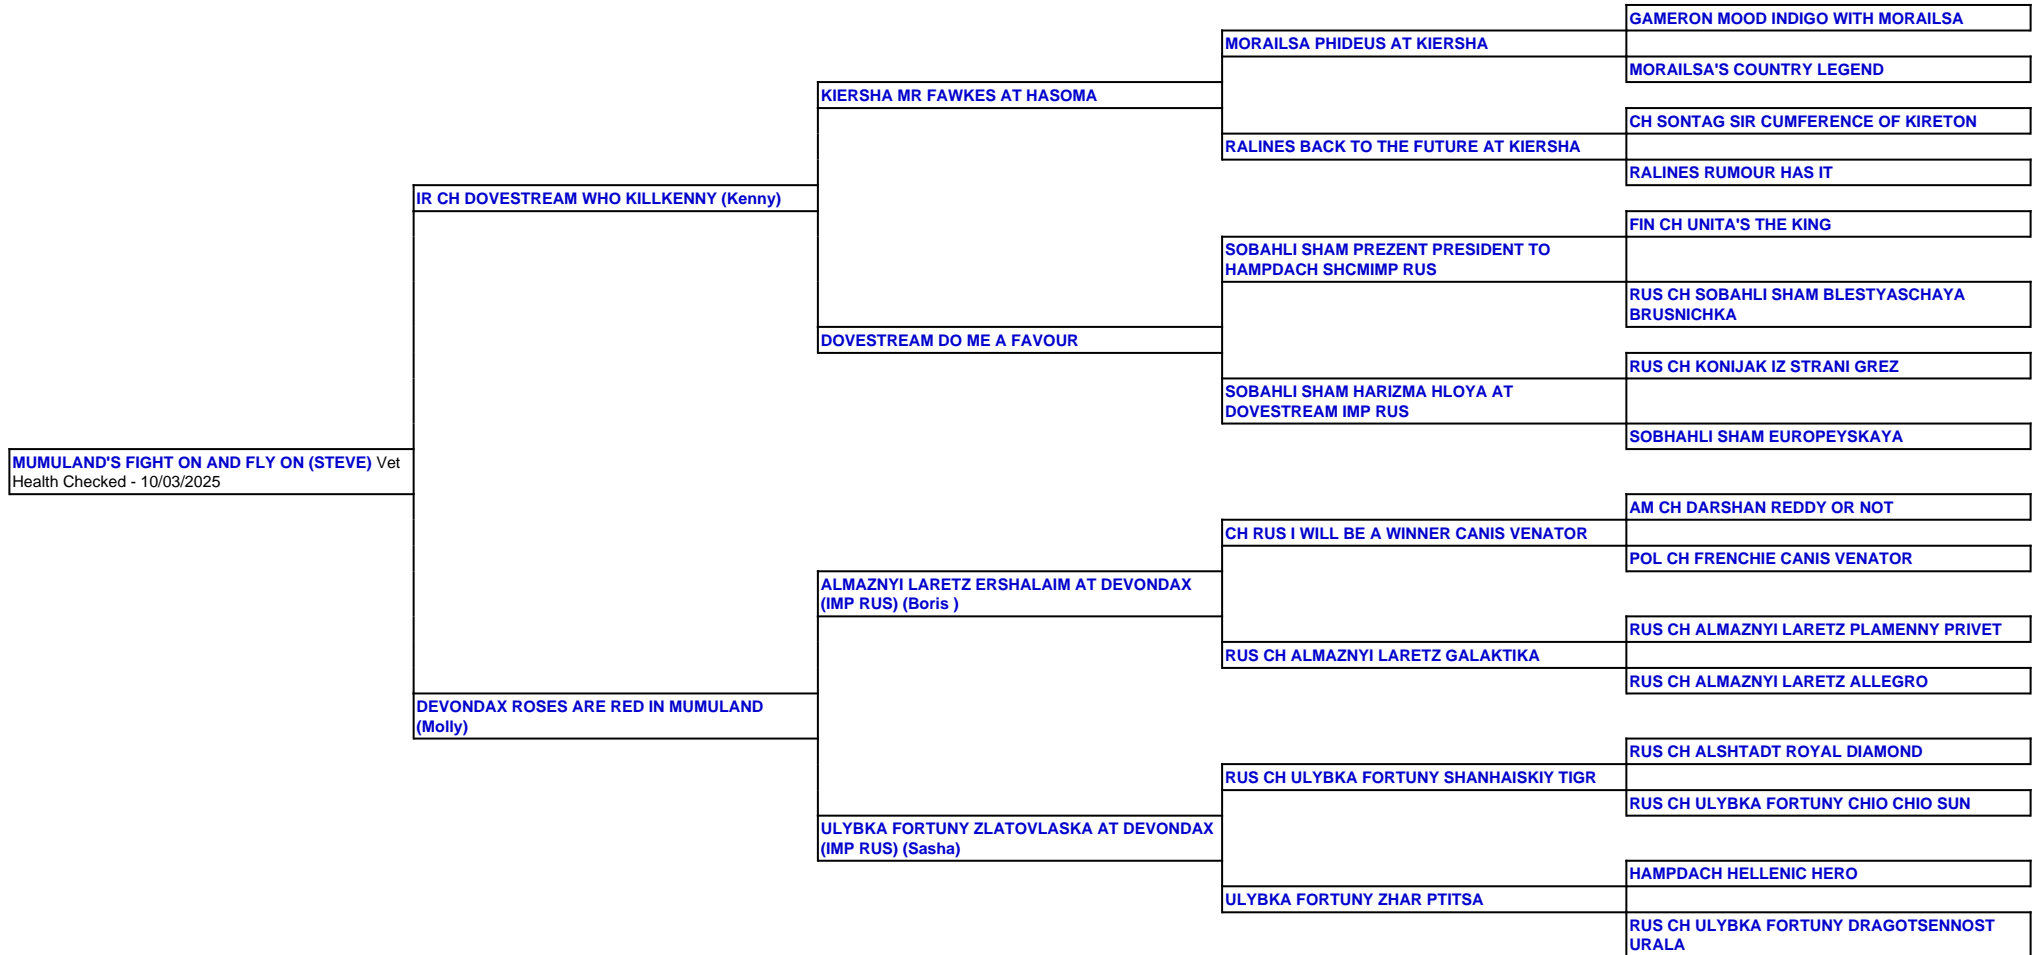 GAMERON MOOD INDIGO WITH MORAILSA
MORAILSA PHIDEUS AT KIERSHA
MORAILSA'S COUNTRY LEGEND
KIERSHA MR FAWKES AT HASOMA
CH SONTAG SIR CUMFERENCE OF KIRETON
RALINES BACK TO THE FUTURE AT KIERSHA
RALINES RUMOUR HAS IT
IR CH DOVESTREAM WHO KILLKENNY (Kenny)
FIN CH UNITA'S THE KING
SOBAHLI SHAM PREZENT PRESIDENT TO
HAMPDACH SHCMIMP RUS
RUS CH SOBAHLI SHAM BLESTYASCHAYA
BRUSNICHKA
DOVESTREAM DO ME A FAVOUR
RUS CH KONIJAK IZ STRANI GREZ
SOBAHLI SHAM HARIZMA HLOYA AT
DOVESTREAM IMP RUS
SOBHAHLI SHAM EUROPEYSKAYA
MUMULAND'S FIGHT ON AND FLY ON (STEVE) Vet
Health Checked - 10/03/2025
AM CH DARSHAN REDDY OR NOT
CH RUS I WILL BE A WINNER CANIS VENATOR
POL CH FRENCHIE CANIS VENATOR
ALMAZNYI LARETZ ERSHALAIM AT DEVONDAX
(IMP RUS) (Boris )
RUS CH ALMAZNYI LARETZ PLAMENNY PRIVET
RUS CH ALMAZNYI LARETZ GALAKTIKA
RUS CH ALMAZNYI LARETZ ALLEGRO
DEVONDAX ROSES ARE RED IN MUMULAND
(Molly)
RUS CH ALSHTADT ROYAL DIAMOND
RUS CH ULYBKA FORTUNY SHANHAISKIY TIGR
RUS CH ULYBKA FORTUNY CHIO CHIO SUN
ULYBKA FORTUNY ZLATOVLASKA AT DEVONDAX
(IMP RUS) (Sasha)
HAMPDACH HELLENIC HERO
ULYBKA FORTUNY ZHAR PTITSA
RUS CH ULYBKA FORTUNY DRAGOTSENNOST
URALA